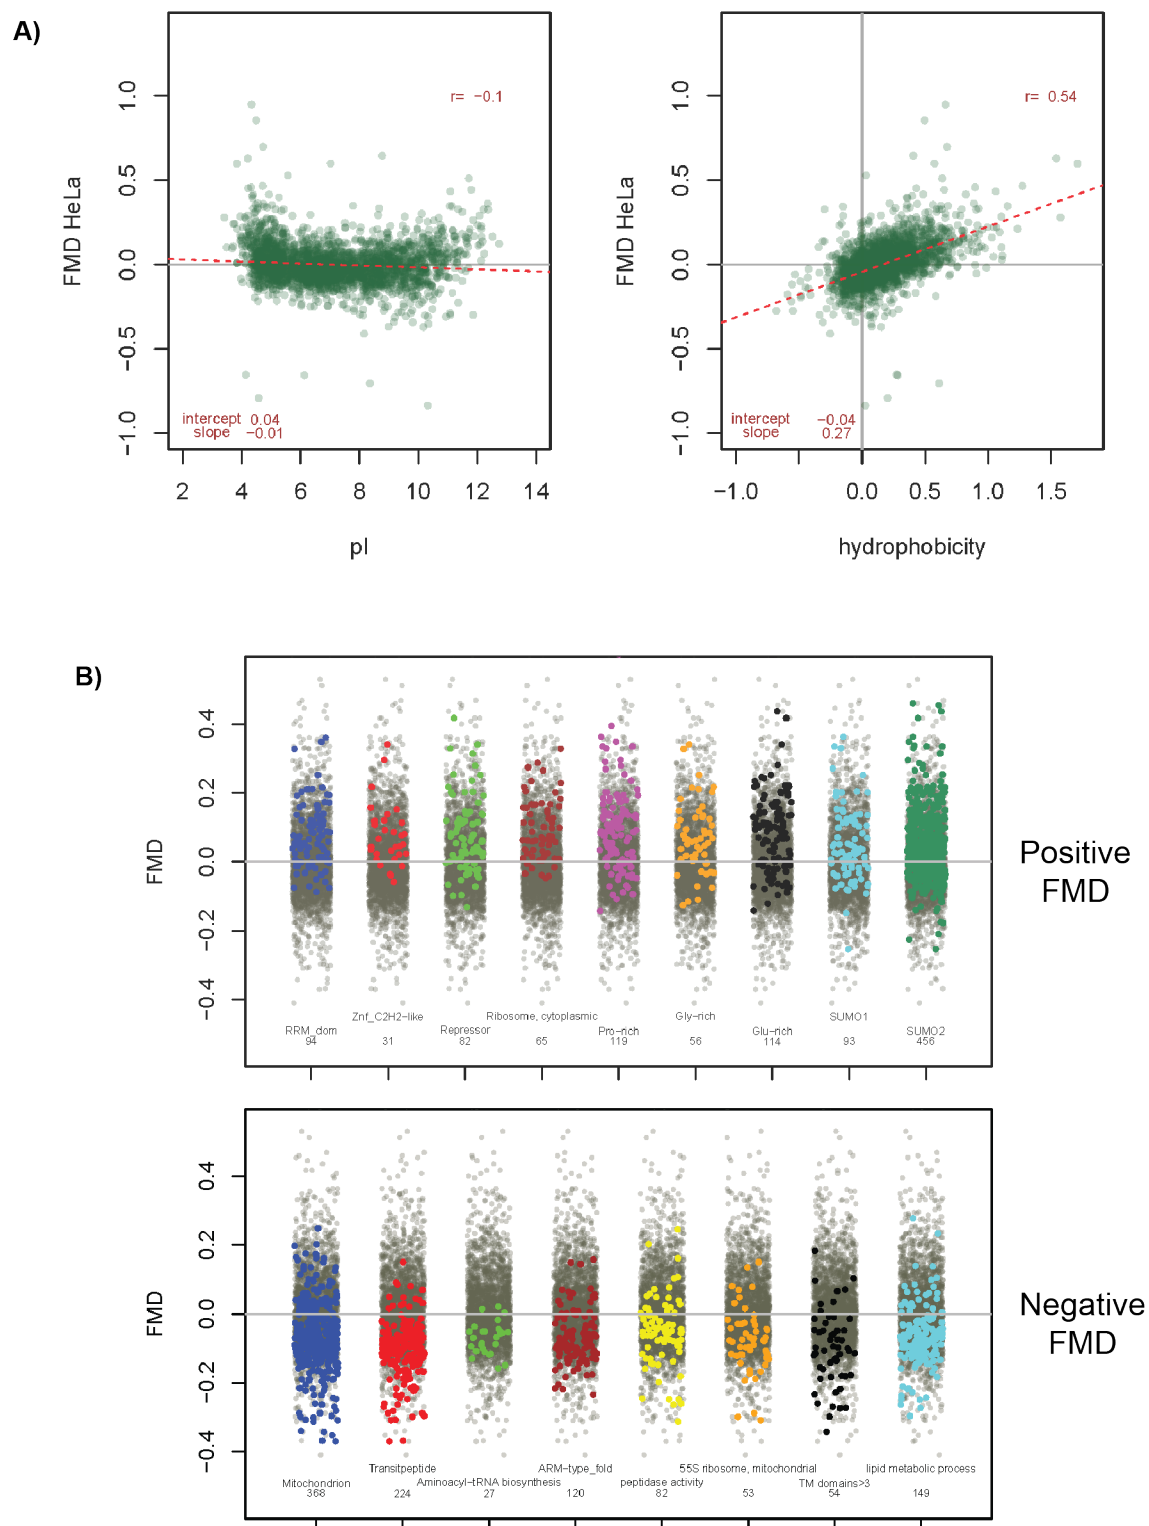 A)
r= −0.1
FMD HeLa
1.0
0.5
0.0
−0.5
−1.0
intercept 0.04
slope −0.01
2 4 6 8 10 12 14
pI
r= 0.54
FMD HeLa
1.0
0.5
0.0
−0.5
−1.0
intercept −0.04
slope 0.27
−1.0 0.0 0.5 1.0 1.5
hydrophobicity
B)
FMD
0.4
0.2
0.0
−0.2
−0.4
Znf_C2H2−like Ribosome, cytoplasmic Gly−rich SUMO1
RRM_dom Repressor Pro−rich Glu−rich SUMO2
94 31 82 65 119 56 114 93 456
Positive
FMD
FMD
0.4
0.2
0.0
−0.2
−0.4
Transitpeptide ARM−type_fold 55S ribosome, mitochondrial lipid metabolic process
Mitochondrion Aminoacyl−tRNA biosynthesis peptidase activity TM domains>3
368 224 27 120 82 53 54 149
Negative
FMD